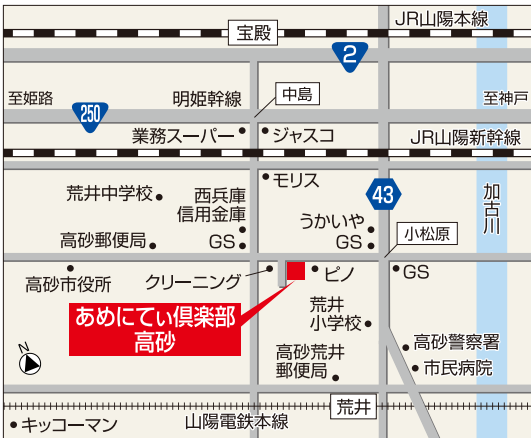 JR山陽本線
宝殿
2
至姫路
明姫幹線
中島
至神戸
250
業務スーパー
ジャスコ
JR山陽新幹線
モリス
荒井中学校
西兵庫
信用金庫
43
加古川
うかいや
小松原
高砂郵便局
GS
GS
高砂市役所
クリーニング
ピノ
GS
あめにてい倶楽部
高砂
荒井
小学校
高砂警察署
市民病院
N
高砂荒井
郵便局
荒井
山陽電鉄本線
キッコーマン